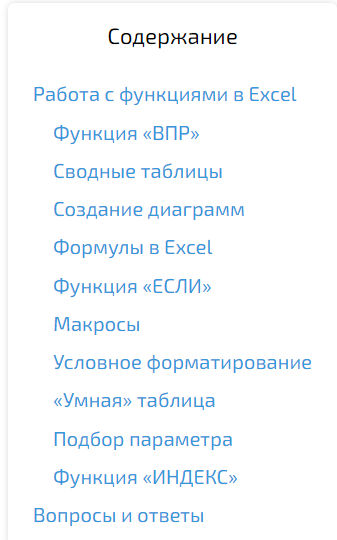 Содержание
Работа с функциями в Excel
Функция «ВПР»
Сводные таблицы
Создание диаграмм
Формулы в Excel
Функция «ЕСЛИ»
Макросы
Условное форматирование
«Умная» таблица
Подбор параметра
Функция «ИНДЕКС»
Вопросы и ответы